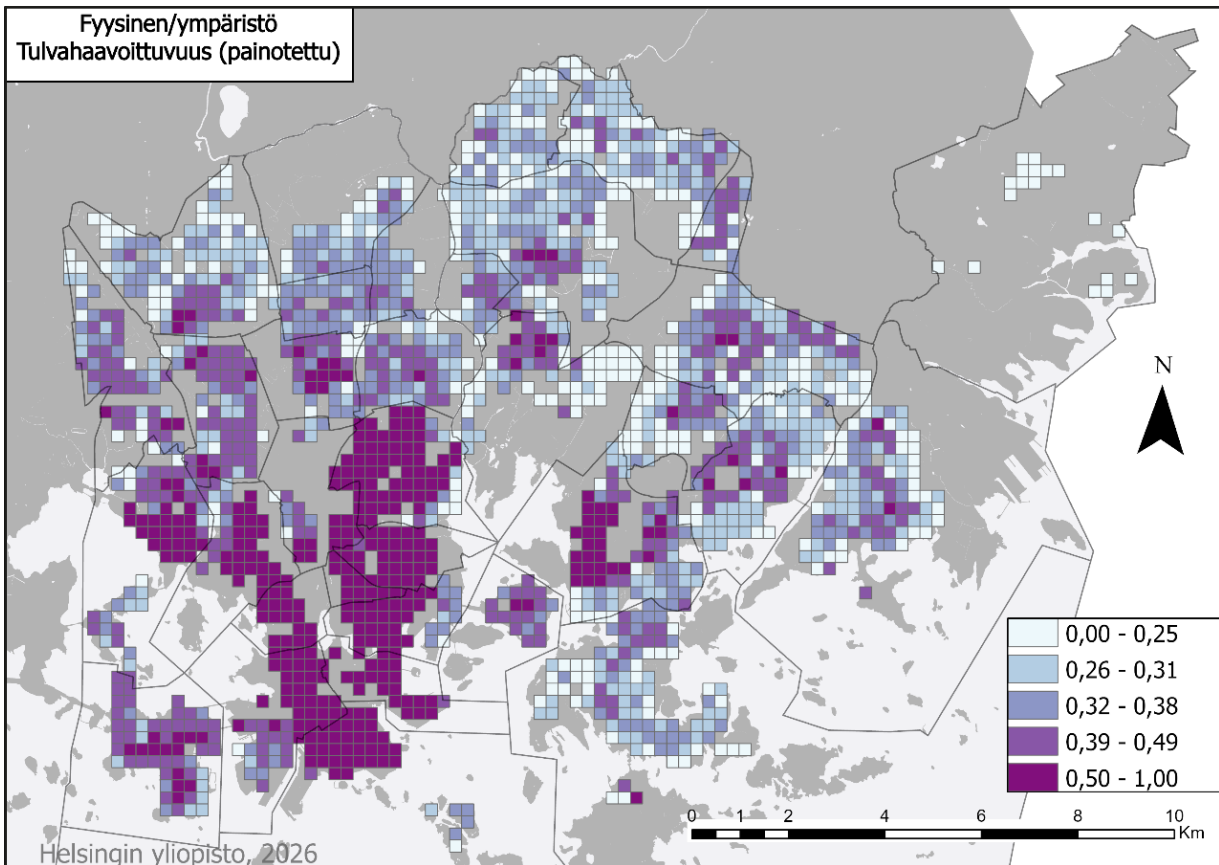 Fyysinen/ympäristö
Tulvahaavoittuvuus (painotettu)
N
0,00 - 0,25
0,26 - 0,31
0,32 - 0,38
0,39 - 0,49
0,50 - 1,00
0 1 2 4 6 8 10
Km
Helsingin yliopisto, 2026